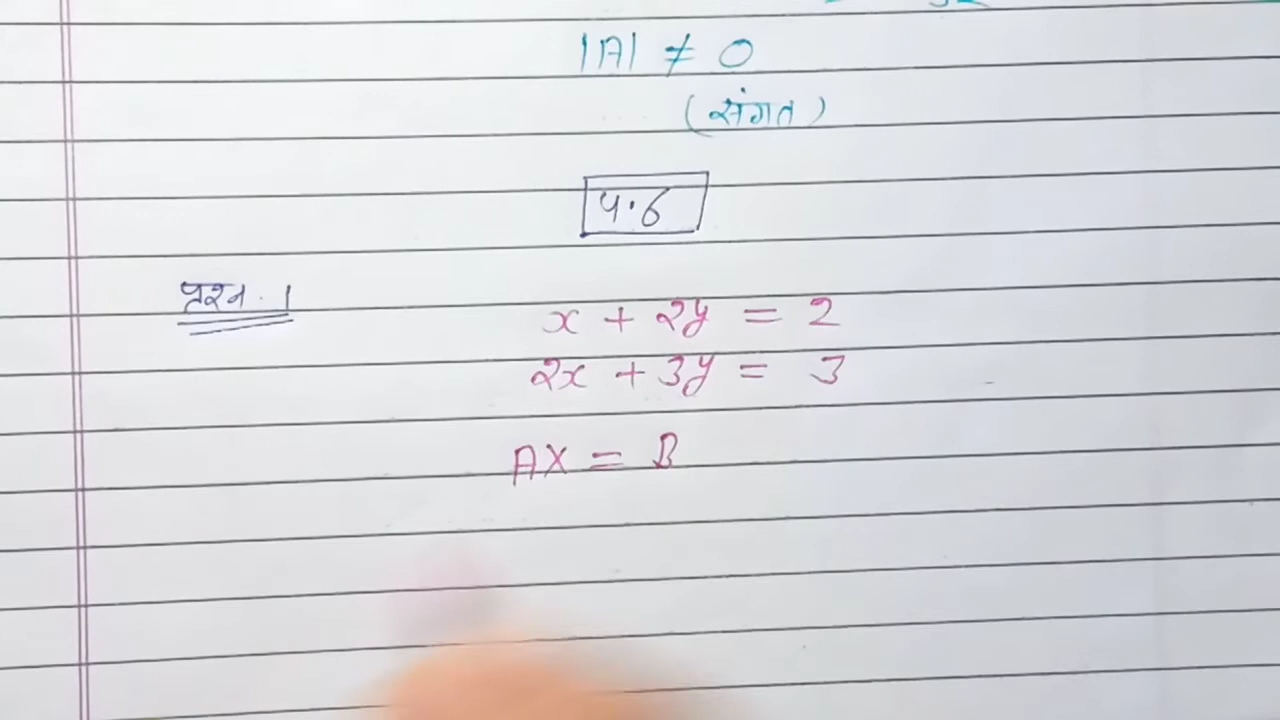 |A| ≠ 0
(संगत)
4.6
प्रश्न. 1
x + 2y = 2
2x + 3y = 3
AX = B